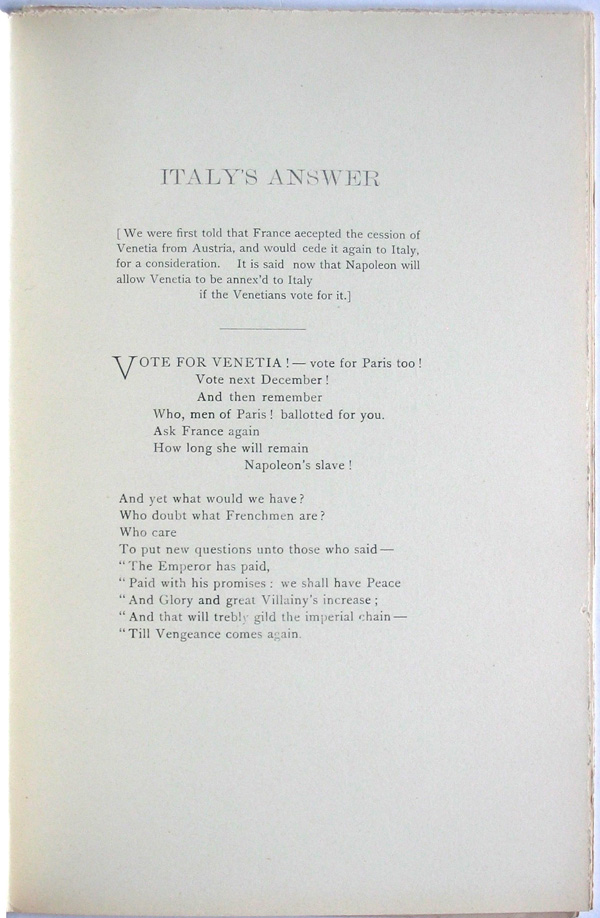 ITALY'S ANSWER
[ We were first told that France aecepted the cession of
Venetia from Austria, and would cede it again to Italy,
for a consideration. It is said now that Napoleon will
allow Venetia to be annex'd to Italy
if the Venetians vote for it.]
VOTE FOR VENETIA ! — vote for Paris too !
Vote next December !
And then remember
Who, men of Paris ! ballotted for you.
Ask France again
How long she will remain
Napoleon's slave !
And yet what would we have ?
Who doubt what Frenchmen are ?
Who care
To put new questions unto those who said —
" The Emperor has paid,
" Paid with his promises : we shall have Peace
" And Glory and great Villainy's increase ;
" And that will trebly gild the imperial chain —
" Till Vengeance comes again.